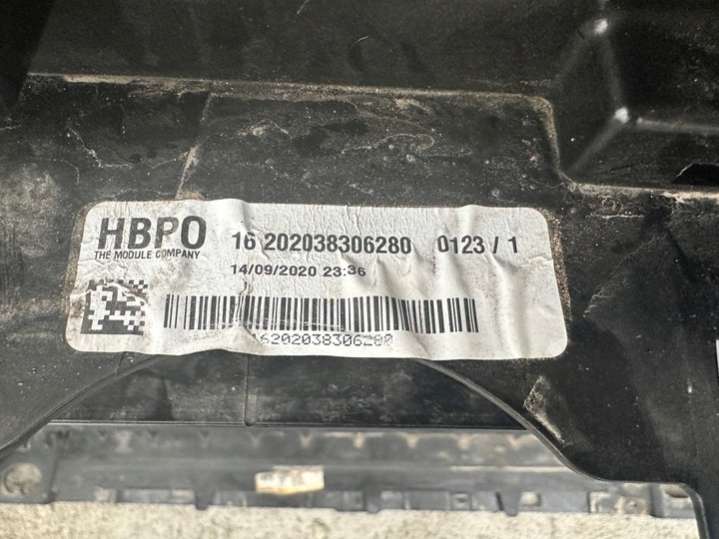 HBPO 16 202038306280 0123 / 1
THE MODULE COMPANY
14/09/2020 23:36
16202038306280